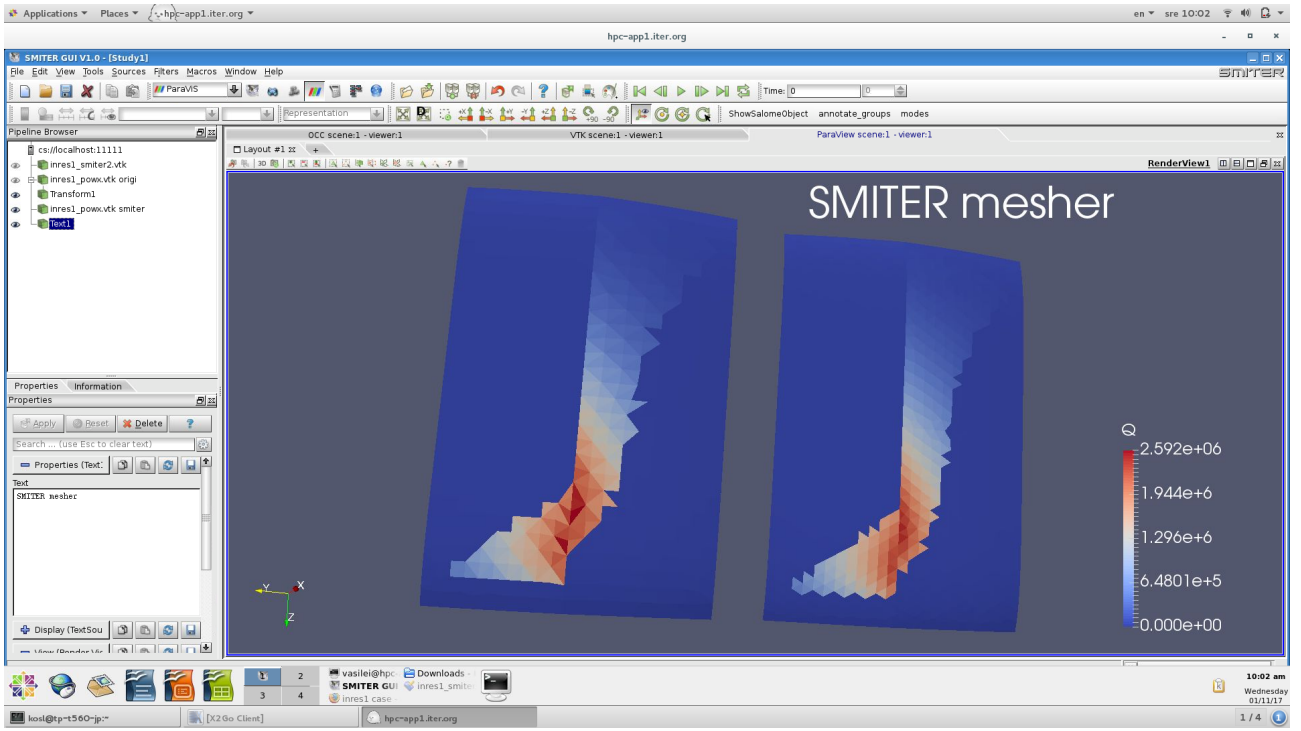 Applications Places hpc-app1.iter.org en sre 10:02
hpc-app1.iter.org
SMITER GUI V1.0 - [Study1]
File Edit View Tools Sources Filters Macros Window Help SMITER
ParaViS Time: 0 0
Representation +90 -90 ShowSalomeObject annotate_groups modes
Pipeline Browser OCC scene:1 - viewer:1 VTK scene:1 - viewer:1 ParaView scene:1 - viewer:1
cs://localhost:11111 Layout #1 +
inres1_smiter2.vtk 3D RenderView1
inres1_powx.vtk origi
Transform1
inres1_powx.vtk smiter
Text1
SMITER mesher
Properties Information
Properties
Apply Reset Delete ?
Search ... (use Esc to clear text)
Properties (Text:
Text
SMITER mesher
Q
2.592e+06
1.944e+6
1.296e+6
6.4801e+5
0.000e+00
Y X
Z
Display (TextSou
View (Render Vie
1 2 vasilei@hpc- Downloads -
SMITER GUI inres1_smite
3 4 inres1 case -
10:02 am
Wednesday
01/11/17
kosl@tp-t560-jp:~ [X2Go Client] hpc-app1.iter.org 1 / 4 1